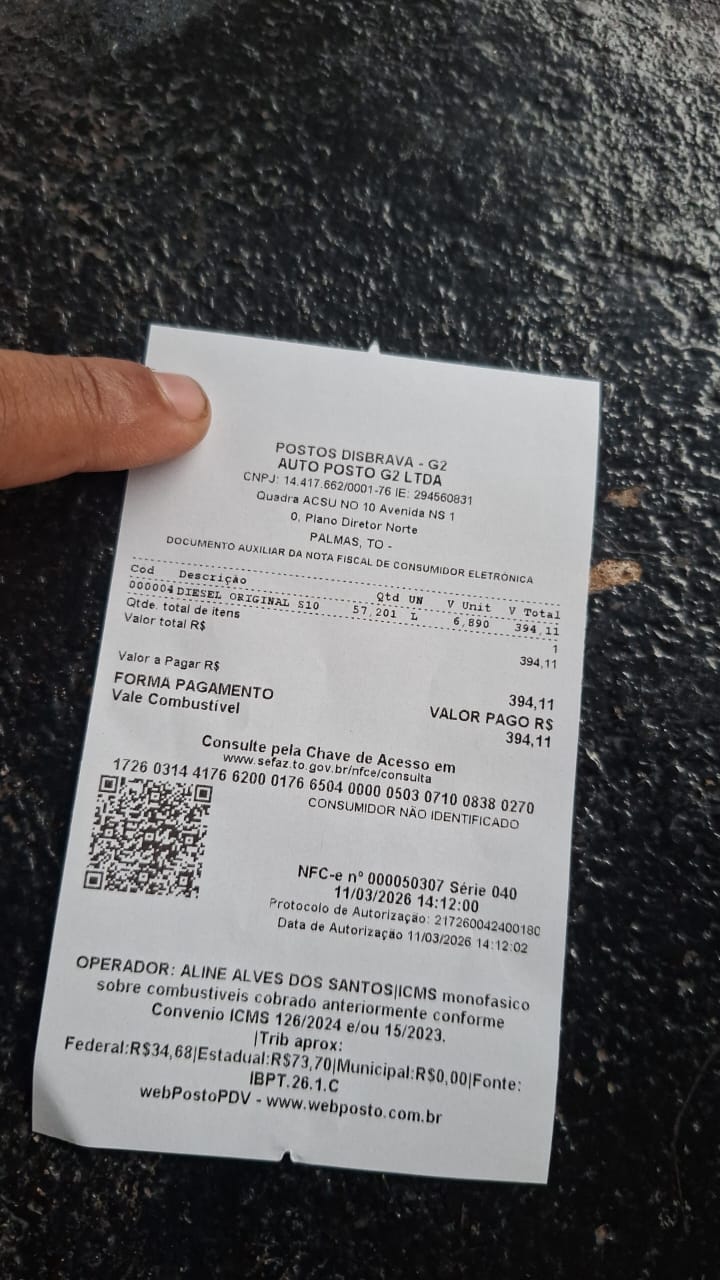 POSTOS DISBRAVA - G2
AUTO POSTO G2 LTDA
CNPJ: 14.417.662/0001-76 IE: 294560831
Quadra ACSU NO 10 Avenida NS 1
0, Plano Diretor Norte
PALMAS, TO -
DOCUMENTO AUXILIAR DA NOTA FISCAL DE CONSUMIDOR ELETRÔNICA
Cód Descrição Qtd UN V Unit V Total
000004 DIESEL ORIGINAL S10 57,201 L 6,890 394,11
Qtde. total de itens 1
Valor total R$ 394,11
Valor a Pagar R$ 394,11
FORMA PAGAMENTO VALOR PAGO R$
Vale Combustível 394,11
Consulte pela Chave de Acesso em
www.sefaz.to.gov.br/nfce/consulta
1726 0314 4176 6200 0176 6504 0000 0503 0710 0838 0270
CONSUMIDOR NÃO IDENTIFICADO
NFC-e nº 000050307 Série 040
11/03/2026 14:12:00
Protocolo de Autorização: 217260042400180
Data de Autorização 11/03/2026 14:12:02
OPERADOR: ALINE ALVES DOS SANTOS|ICMS monofasico
sobre combustíveis cobrado anteriormente conforme
Convenio ICMS 126/2024 e/ou 15/2023.
|Trib aprox:
Federal:R$34,68|Estadual:R$73,70|Municipal:R$0,00|Fonte:
IBPT.26.1.C
webPostoPDV - www.webposto.com.br